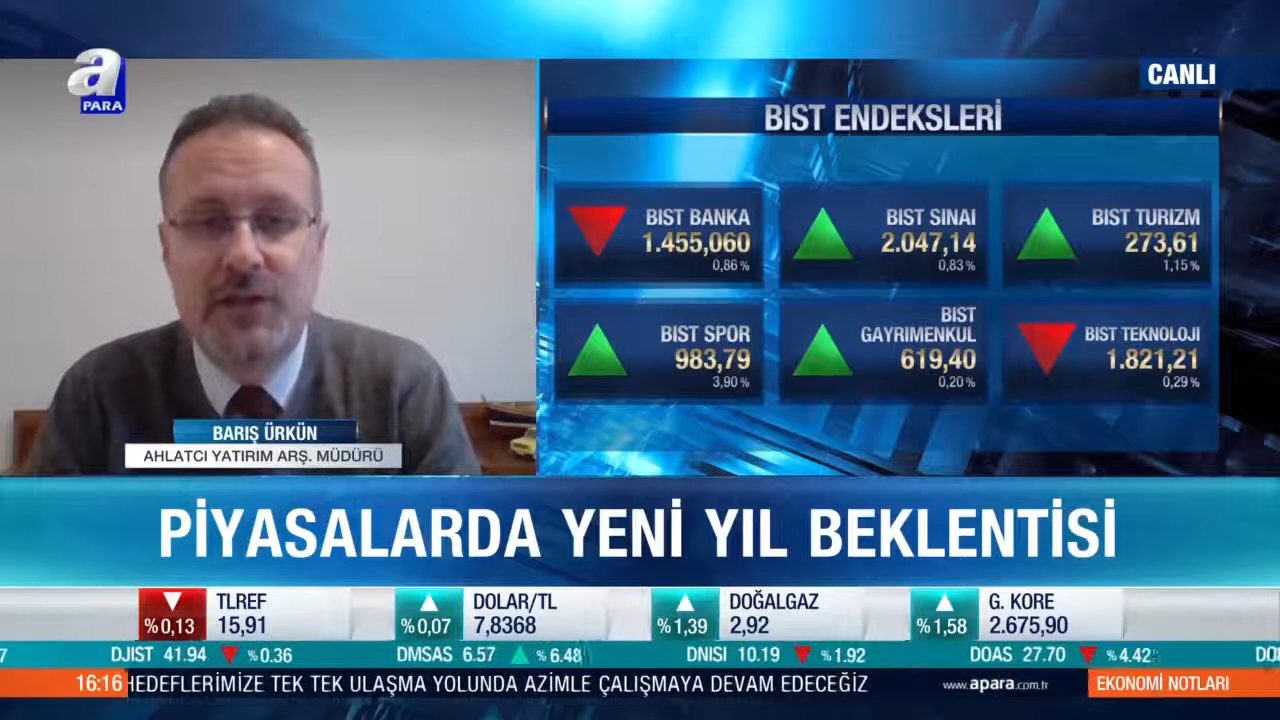 a
PARA
CANLI
BIST ENDEKSLERİ
BIST BANKA
1.455,060
0,86 %
BIST SINAI
2.047,14
0,83 %
BIST TURIZM
273,61
1,15 %
BIST SPOR
983,79
3,90 %
BIST
GAYRIMENKUL
619,40
0,20 %
BIST TEKNOLOJI
1.821,21
0,29 %
BARIŞ ÜRKÜN
AHLATCI YATIRIM ARŞ. MÜDÜRÜ
PİYASALARDA YENİ YIL BEKLENTİSİ
%0,13 TLREF 15,91
%0,07 DOLAR/TL 7,8368
%1,39 DOĞALGAZ 2,92
%1,58 G. KORE 2.675,90
7 DJIST 41.94 %0.36 DMSAS 6.57 %6.48 DNISI 10.19 %1.92 DOAS 27.70 %4.42
16:16 HEDEFLERİMİZE TEK TEK ULAŞMA YOLUNDA AZİMLE ÇALIŞMAYA DEVAM EDECEĞİZ www.apara.com.tr EKONOMİ NOTLARI